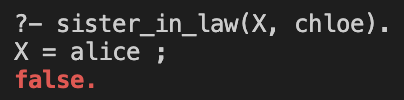 ?- sister_in_law(X, chloe).
X = alice ;
false.